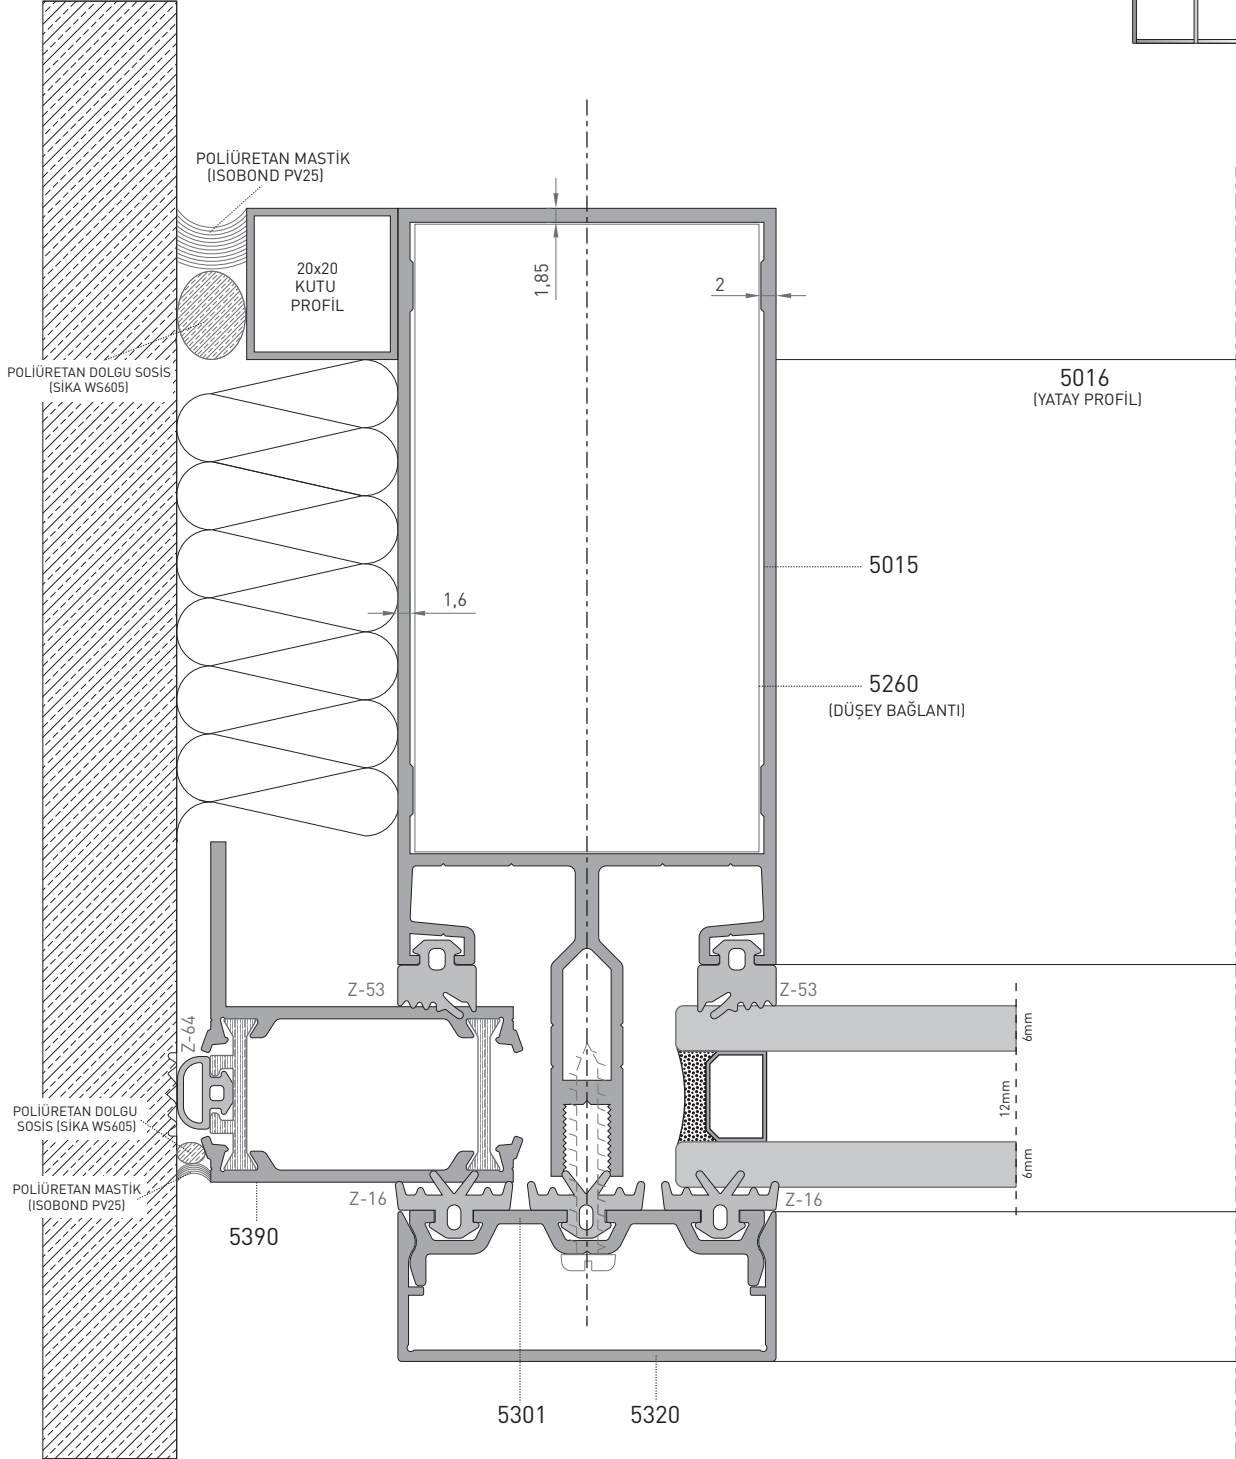 POLİÜRETAN MASTİK
(ISOBOND PV25)
20x20
KUTU
PROFİL
1,85
2
POLİÜRETAN DOLGU SOSİS
(SİKA WS605)
5016
(YATAY PROFİL)
5015
1,6
5260
(DÜŞEY BAĞLANTI)
Z-53
Z-53
Z-64
6mm
12mm
6mm
POLİÜRETAN DOLGU
SOSİS (SİKA WS605)
POLİÜRETAN MASTİK
(ISOBOND PV25)
Z-16
Z-16
5390
5301
5320